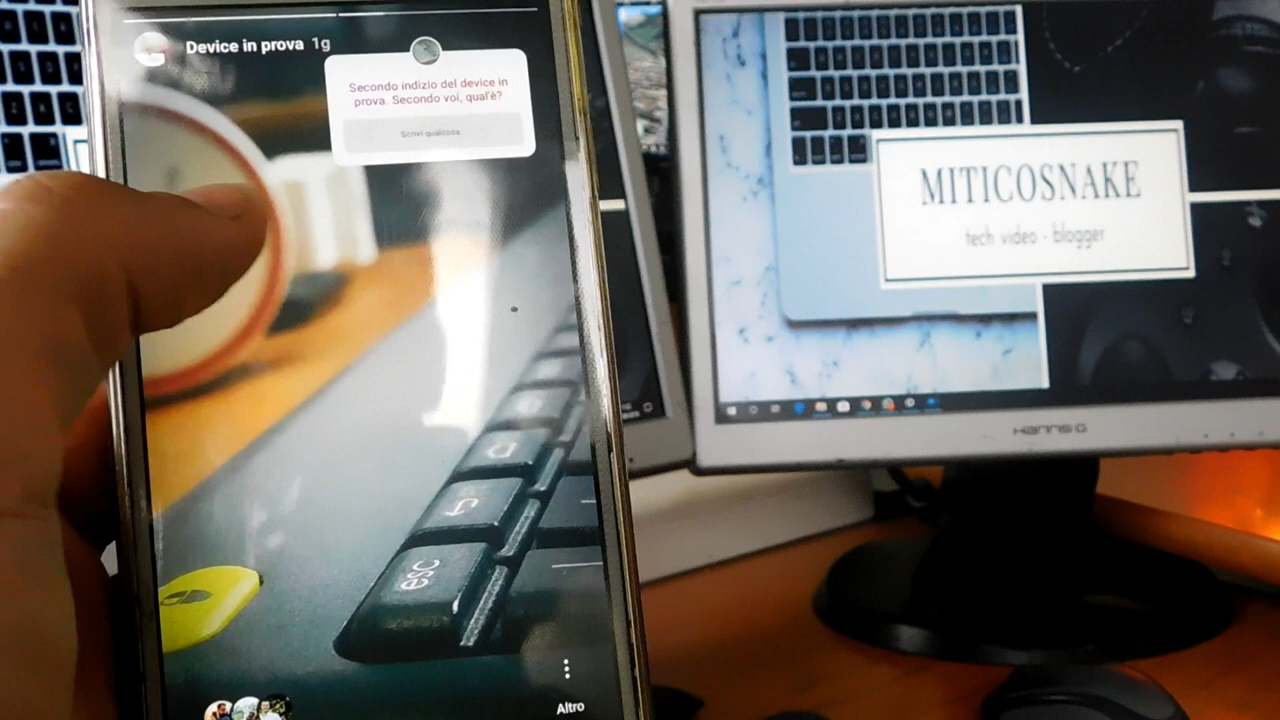 Device in prova 1g
Secondo indizio del device in
prova. Secondo voi, qual'è?
Scrivi qualcosa
esc
Altro
MITICOSNAKE
tech video - blogger
HANNS G